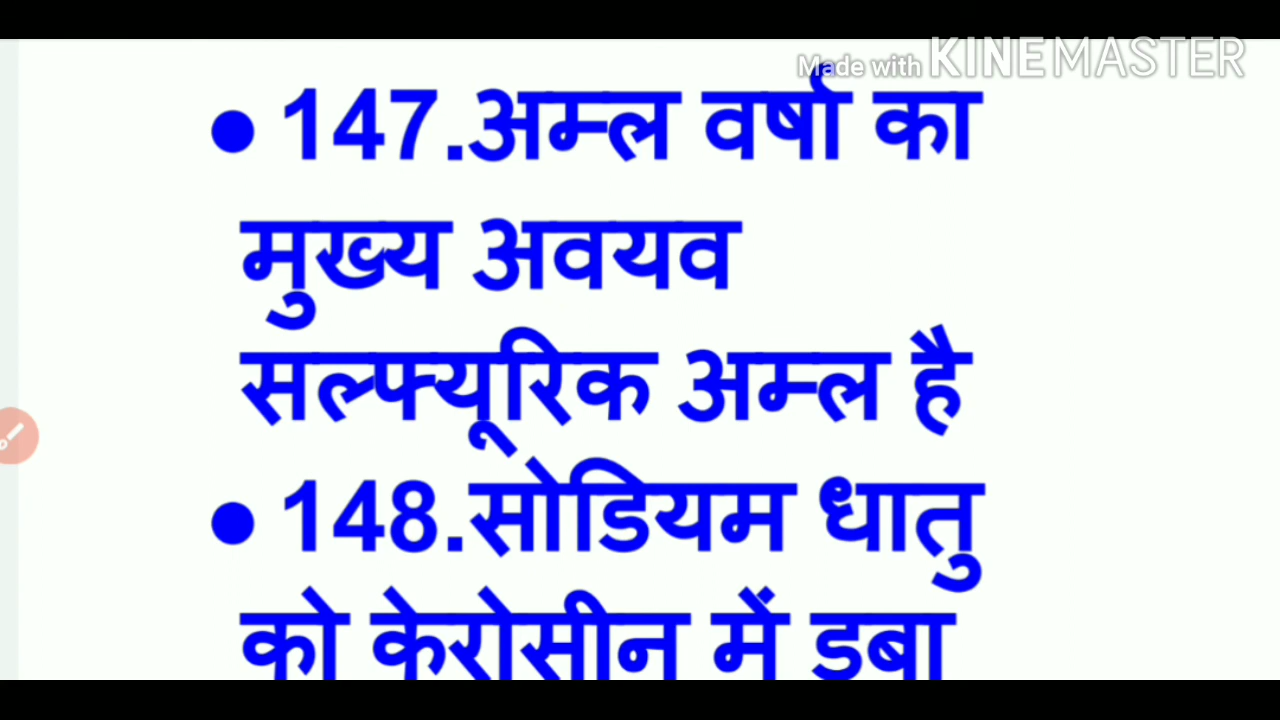 Made with KINEMASTER
• 147.अम्ल वर्षा का
मुख्य अवयव
सल्फ्यूरिक अम्ल है
• 148.सोडियम धातु
को केरोसीन में